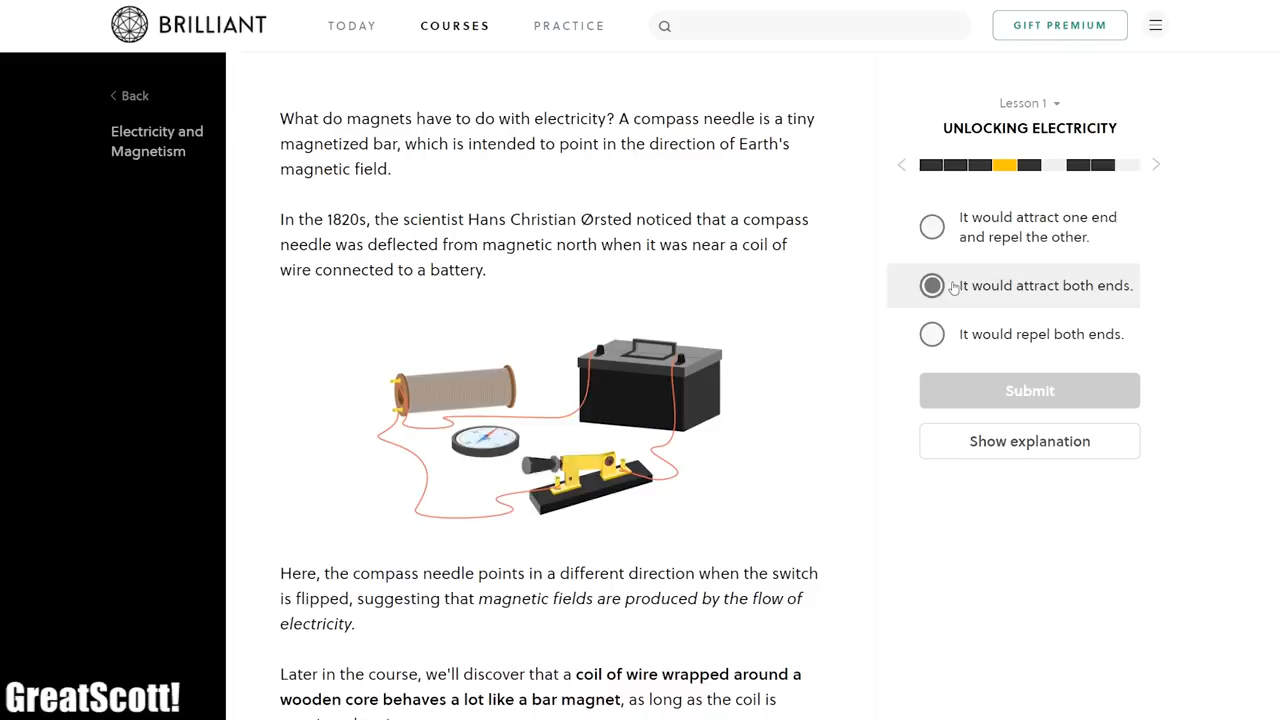 BRILLIANT
TODAY
COURSES
PRACTICE
GIFT PREMIUM
Back
Electricity and
Magnetism
What do magnets have to do with electricity? A compass needle is a tiny
magnetized bar, which is intended to point in the direction of Earth's
magnetic field.
In the 1820s, the scientist Hans Christian Ørsted noticed that a compass
needle was deflected from magnetic north when it was near a coil of
wire connected to a battery.
Here, the compass needle points in a different direction when the switch
is flipped, suggesting that magnetic fields are produced by the flow of
electricity.
Later in the course, we'll discover that a coil of wire wrapped around a
wooden core behaves a lot like a bar magnet, as long as the coil is
Lesson 1
UNLOCKING ELECTRICITY
It would attract one end
and repel the other.
It would attract both ends.
It would repel both ends.
Submit
Show explanation
GreatScott!